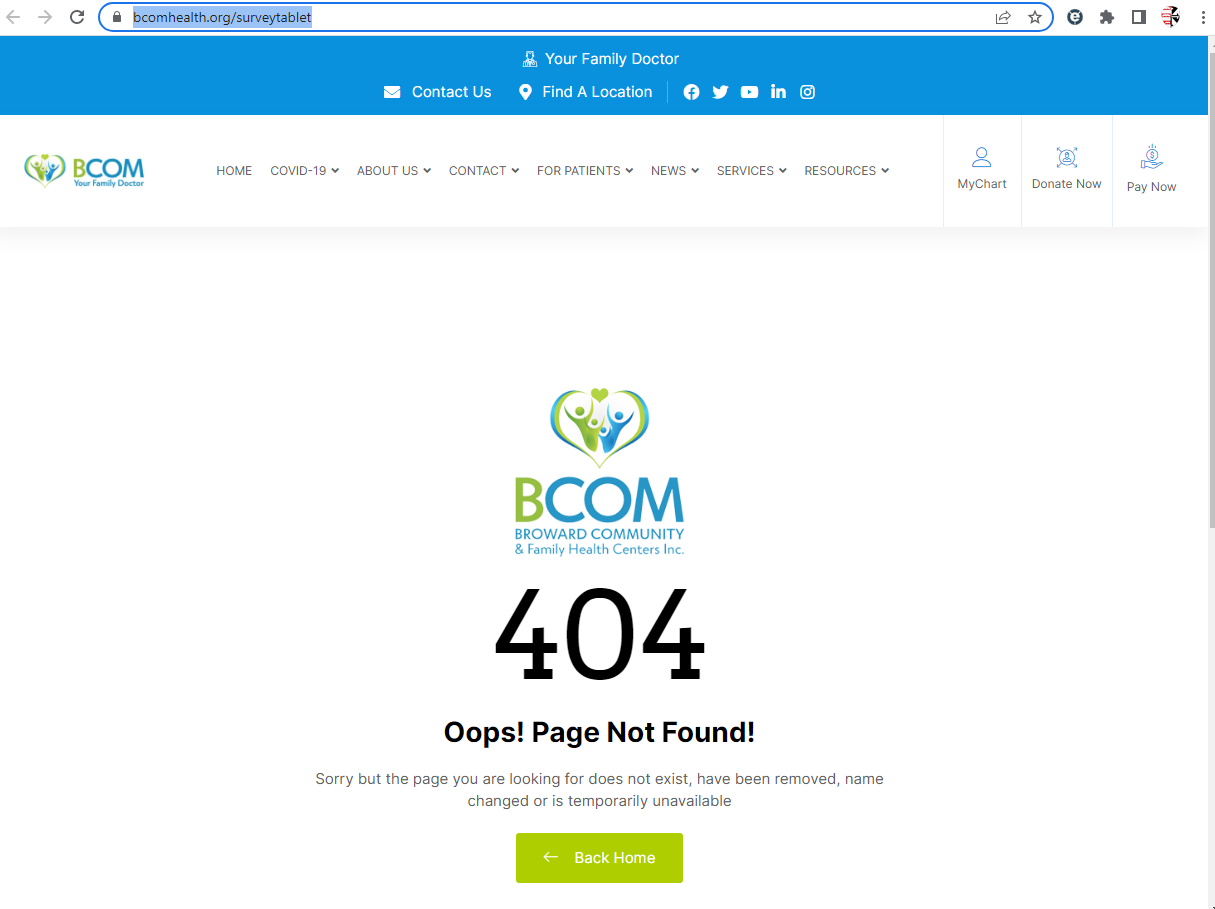 bcomhealth.org/surveytablet
Your Family Doctor
Contact Us Find A Location
BCOM
Your Family Doctor
HOME COVID-19 ABOUT US CONTACT FOR PATIENTS NEWS SERVICES RESOURCES
MyChart Donate Now Pay Now
BCOM
BROWARD COMMUNITY
& Family Health Centers Inc.
404
Oops! Page Not Found!
Sorry but the page you are looking for does not exist, have been removed, name
changed or is temporarily unavailable
Back Home